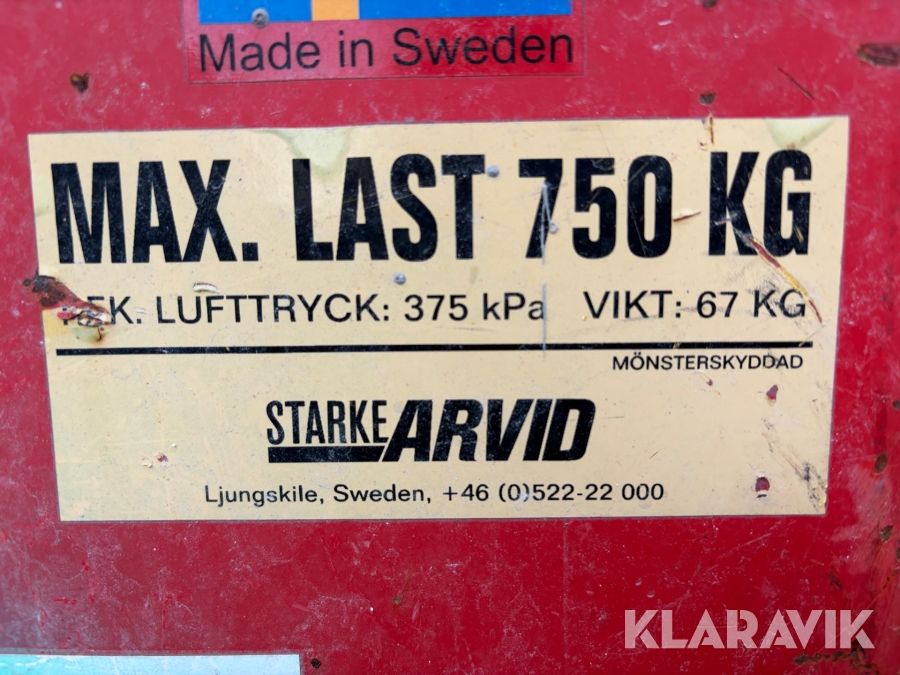 Made in Sweden
MAX. LAST 750 KG
LUFTTRYCK: 375 kPa VIKT: 67 KG
MÖNSTERSKYDDAD
STARKE ARVID
Ljungskile, Sweden, +46 (0)522-22 000
KLARAVIK